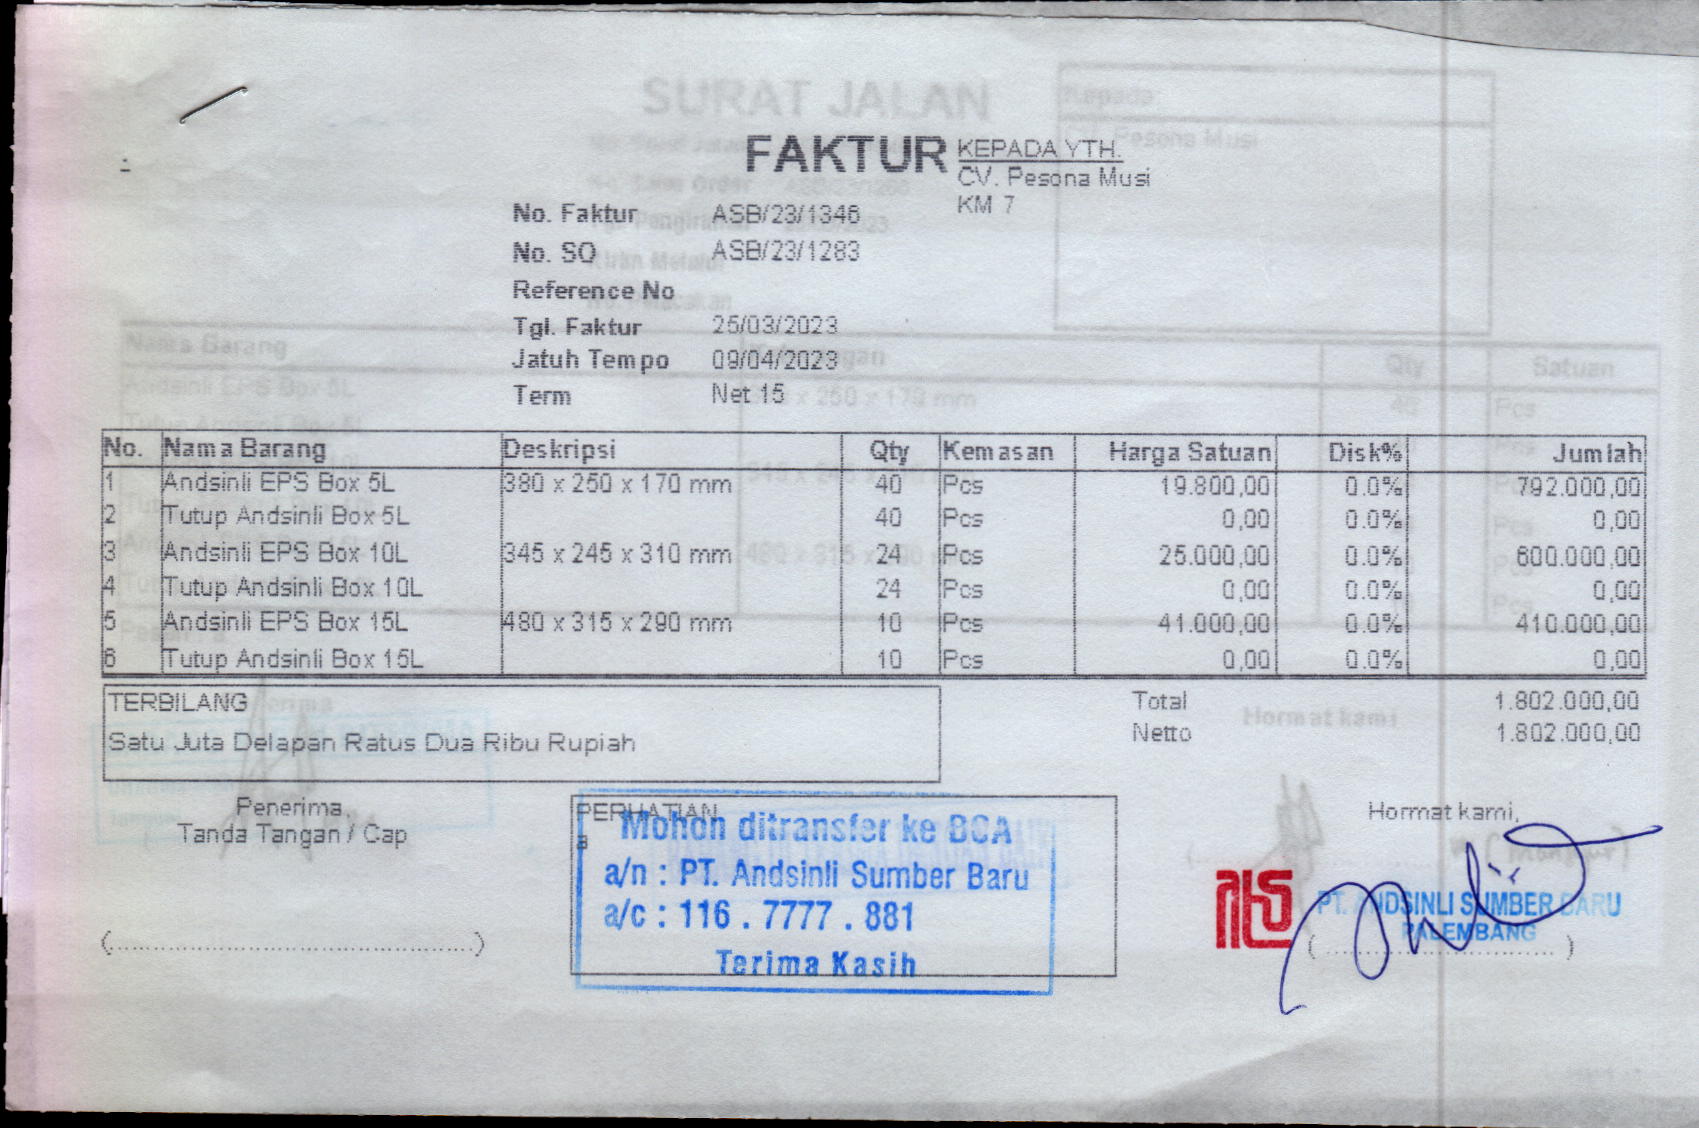 SURAT JALAN
Kepada
CV. Pesona Musi
FAKTUR
KEPADA YTH.
CV. Pesona Musi
KM 7
No. Faktur ASB/23/1346
No. SQ ASB/23/1283
Reference No
Tgl. Faktur 25/03/2023
Jatuh Tempo 09/04/2023
Term Net 15
No. Nama Barang Deskripsi Qty Kemasan Harga Satuan Disk% Jumlah
1 Andsinli EPS Box 5L 380 x 250 x 170 mm 40 Pcs 19.800,00 0.0% 792.000,00
2 Tutup Andsinli Box 5L 40 Pcs 0,00 0.0% 0,00
3 Andsinli EPS Box 10L 345 x 245 x 310 mm 24 Pcs 25.000,00 0.0% 600.000,00
4 Tutup Andsinli Box 10L 24 Pcs 0,00 0.0% 0,00
5 Andsinli EPS Box 15L 480 x 315 x 290 mm 10 Pcs 41.000,00 0.0% 410.000,00
6 Tutup Andsinli Box 15L 10 Pcs 0,00 0.0% 0,00
TERBILANG
Satu Juta Delapan Ratus Dua Ribu Rupiah
Total 1.802.000,00
Netto 1.802.000,00
Hormat kami
Penerima,
Tanda Tangan / Cap
PERHATIAN
a
Mohon ditransfer ke BCA
a/n : PT. Andsinli Sumber Baru
a/c : 116 . 7777 . 881
Terima Kasih
Hormat kami,
PT. ANDSINLI SUMBER BARU
PALEMBANG